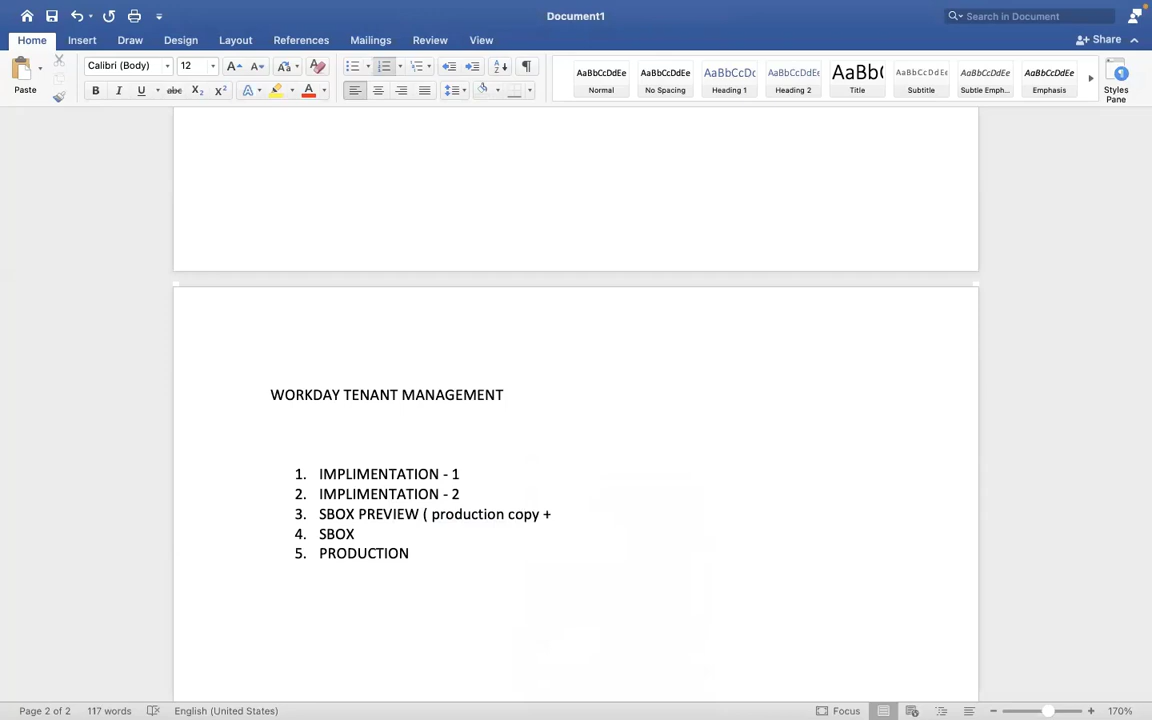 Document1
Search in Document
Home Insert Draw Design Layout References Mailings Review View
Share
Paste
Calibri (Body) 12
AaBbCcDdEe AaBbCcDdEe AaBbCcDc AaBbCcDdEe AaBb( AaBbCcDdEe AaBbCcDdEe AaBbCcDdEe
Normal No Spacing Heading 1 Heading 2 Title Subtitle Subtle Emph... Emphasis
Styles
Pane
WORKDAY TENANT MANAGEMENT
1. IMPLIMENTATION - 1
2. IMPLIMENTATION - 2
3. SBOX PREVIEW ( production copy +
4. SBOX
5. PRODUCTION
Page 2 of 2 117 words English (United States) Focus 170%